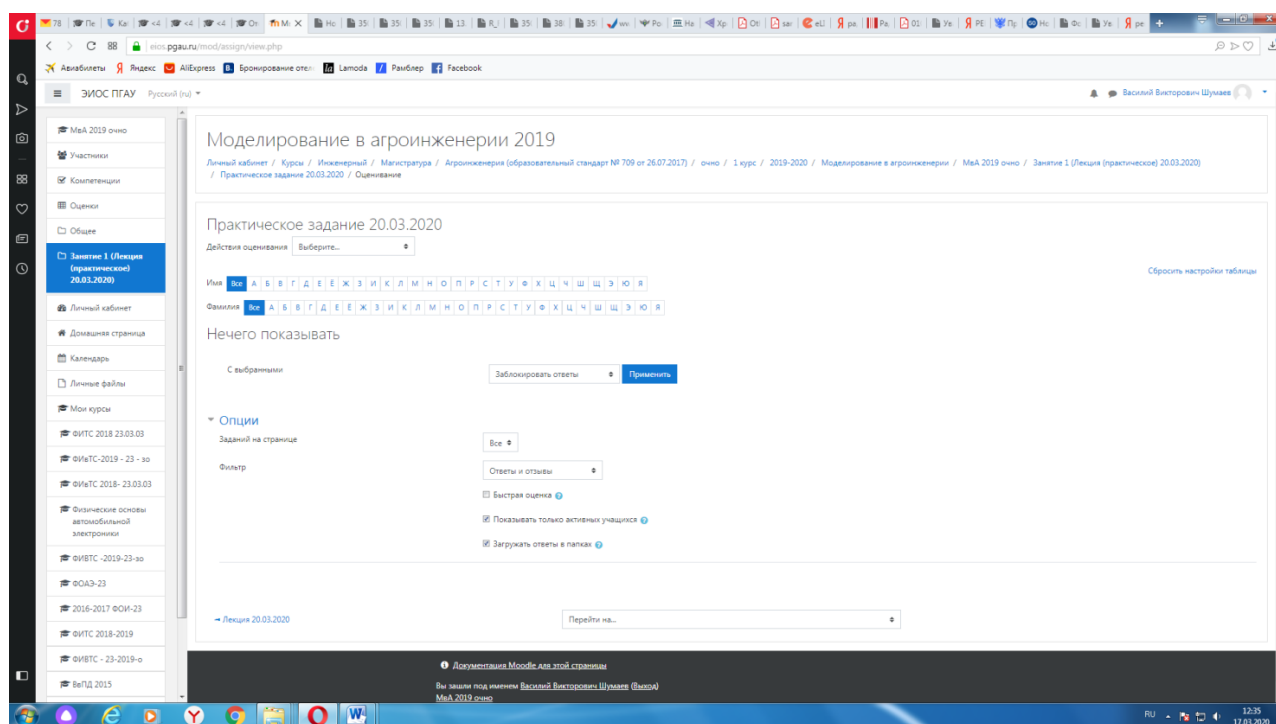 eios.pgau.ru/mod/assign/view.php
Авиабилеты Яндекс AliExpress Бронирование отел Lamoda Рамблер Facebook
ЭИОС ПГАУ Русский (ru) Василий Викторович Шумаев
МвА 2019 очно
Участники
Компетенции
Оценки
Общее
Занятие 1 (Лекция
(практическое)
20.03.2020)
Личный кабинет
Домашняя страница
Календарь
Личные файлы
Мои курсы
ФИТС 2018 23.03.03
ФИвТС-2019 - 23 - зо
ФИвТС 2018- 23.03.03
Физические основы
автомобильной
электроники
ФИВТС -2019-23-зо
ФОАЭ-23
2016-2017 ФОИ-23
ФИТС 2018-2019
ФИВТС - 23-2019-о
ВвПД 2015
Моделирование в агроинженерии 2019
Личный кабинет / Курсы / Инженерный / Магистратура / Агроинженерия (образовательный стандарт № 709 от 26.07.2017) / очно / 1 курс / 2019-2020 / Моделирование в агроинженерии / МвА 2019 очно / Занятие 1 (Лекция (практическое) 20.03.2020)
/ Практическое задание 20.03.2020 / Оценивание
Практическое задание 20.03.2020
Действия оценивания Выберите...
Сбросить настройки таблицы
Имя Все А Б В Г Д Е Ё Ж З И К Л М Н О П Р С Т У Ф Х Ц Ч Ш Щ Э Ю Я
Фамилия Все А Б В Г Д Е Ё Ж З И К Л М Н О П Р С Т У Ф Х Ц Ч Ш Щ Э Ю Я
Нечего показывать
С выбранными Заблокировать ответы Применить
Опции
Заданий на странице Все
Фильтр Ответы и отзывы
Быстрая оценка
Показывать только активных учащихся
Загружать ответы в папках
Лекция 20.03.2020 Перейти на...
Документация Moodle для этой страницы
Вы зашли под именем Василий Викторович Шумаев (Выход)
МвА 2019 очно
RU 12:35
17.03.2020